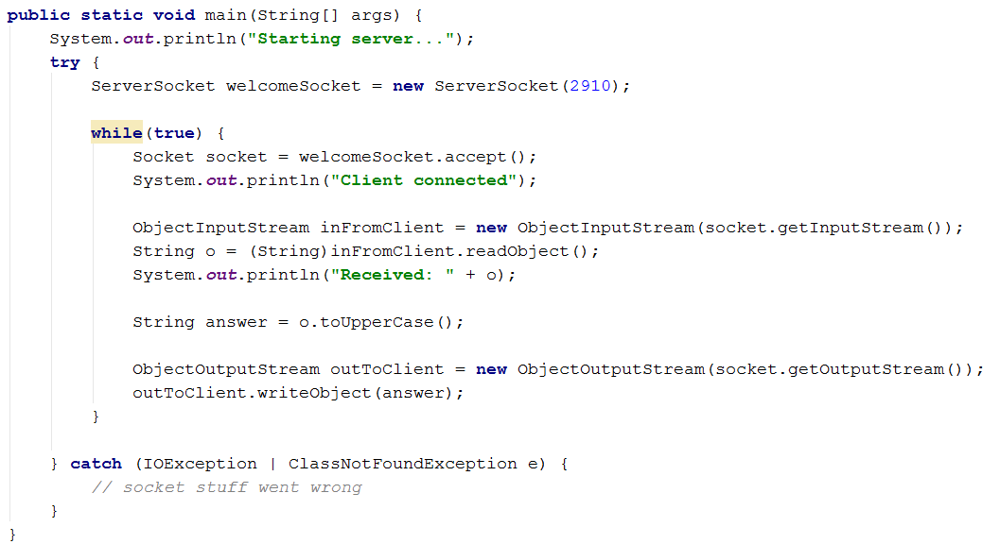 public static void main(String[] args) {
    System.out.println("Starting server...");
    try {
        ServerSocket welcomeSocket = new ServerSocket(2910);

        while(true) {
            Socket socket = welcomeSocket.accept();
            System.out.println("Client connected");

            ObjectInputStream inFromClient = new ObjectInputStream(socket.getInputStream());
            String o = (String)inFromClient.readObject();
            System.out.println("Received: " + o);

            String answer = o.toUpperCase();

            ObjectOutputStream outToClient = new ObjectOutputStream(socket.getOutputStream());
            outToClient.writeObject(answer);
        }

    } catch (IOException | ClassNotFoundException e) {
        // socket stuff went wrong
    }
}